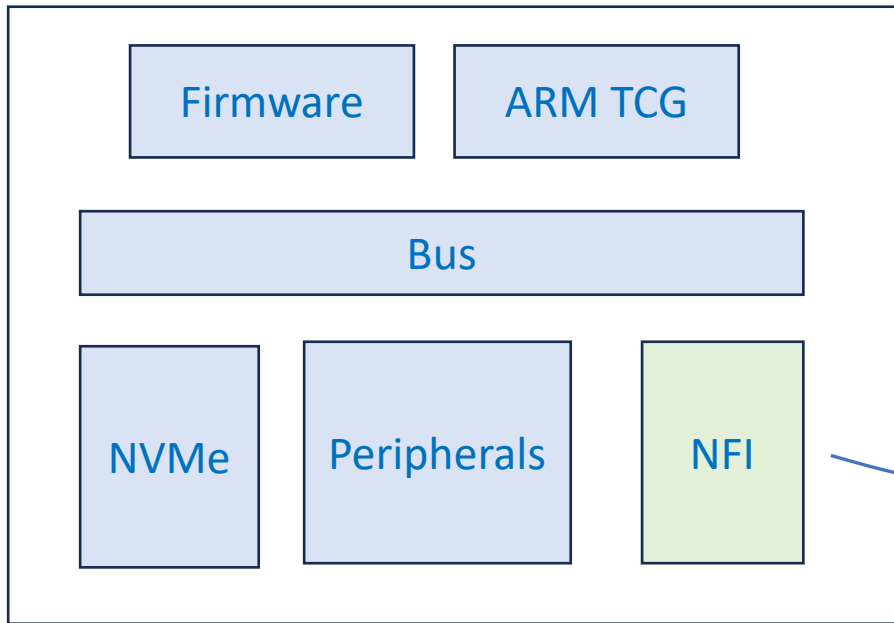 Firmware
ARM TCG
Bus
NVMe
Peripherals
NFI